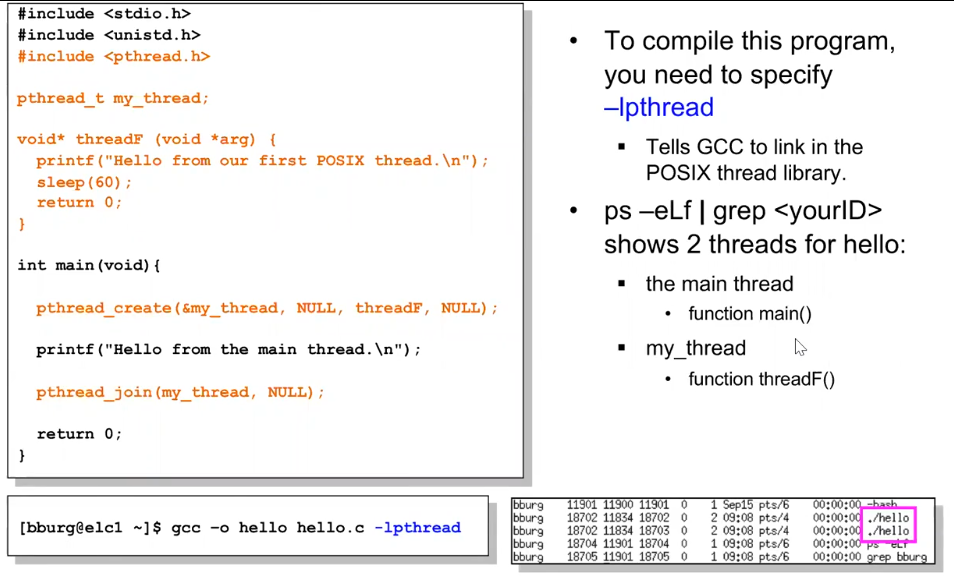 #include <stdio.h>
#include <unistd.h>
#include <pthread.h>
pthread_t my_thread;
void* threadF (void *arg) {
printf("Hello from our first POSIX thread.\n");
sleep(60);
return 0;
}
int main(void){
pthread_create(&my_thread, NULL, threadF, NULL);
printf("Hello from the main thread.\n");
pthread_join(my_thread, NULL);
return 0;
}
[bburg@elc1 ~]$ gcc –o hello hello.c -lpthread
• To compile this program,
you need to specify
–lpthread
▪ Tells GCC to link in the
POSIX thread library.
• ps –eLf | grep <yourID>
shows 2 threads for hello:
▪ the main thread
• function main()
▪ my_thread
• function threadF()
bburg 11901 11900 11901 0 1 Sep15 pts/6 00:00:00 -bash
bburg 18702 11834 18702 0 2 09:08 pts/4 00:00:00 ./hello
bburg 18702 11834 18703 0 2 09:08 pts/4 00:00:00 ./hello
bburg 18704 11901 18704 0 1 09:08 pts/6 00:00:00 ps -eLf
bburg 18705 11901 18705 0 1 09:08 pts/6 00:00:00 grep bburg